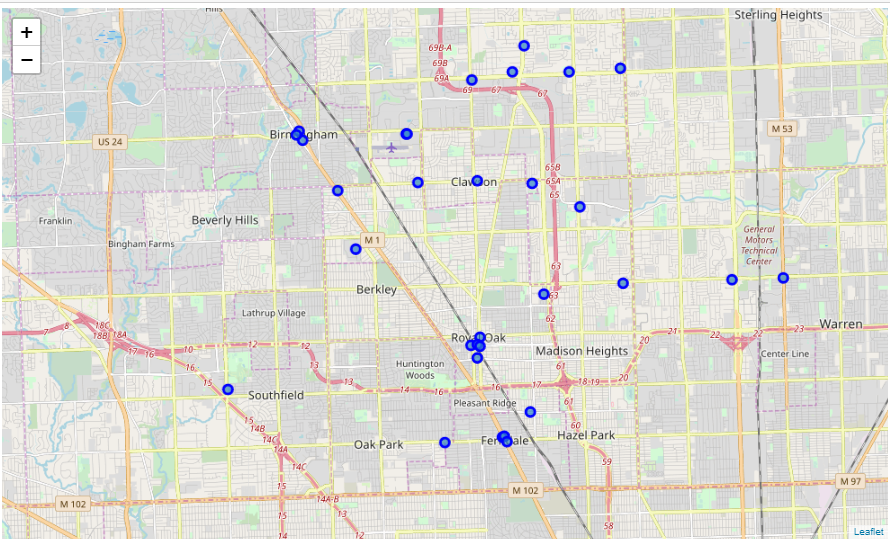 +
−
Hills
Sterling Heights
69B-A
69B
69A
69
67
67
US 24
Birmingham
M 53
Clawson
65B
65A
65
Franklin
Beverly Hills
Bingham Farms
M 1
General
Motors
Technical
Center
63
Berkley
63
62
Lathrup Village
7
8
18C
18B
18A
17
16
10
12
12
13
13
14
16
16
17
18-19
20
20
21
22
22
23
Royal Oak
Warren
Madison Heights
Center Line
Huntington
Woods
61
61
60
16
15
Southfield
Pleasant Ridge
15B
14C
14A
14C
Oak Park
Ferndale
Hazel Park
59
M 97
M 102
14A-B
M 102
14
13
12
58
Leaflet